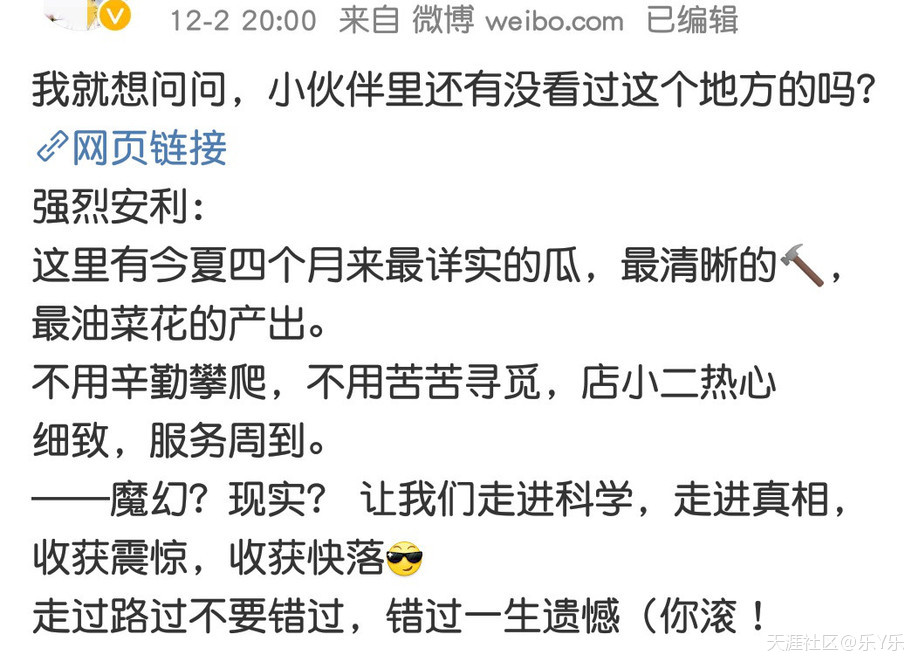 12-2 20:00 来自 微博 weibo.com 已编辑
我就想问问，小伙伴里还有没看过这个地方的吗？
网页链接
强烈安利：
这里有今夏四个月来最详实的瓜，最清晰的🔨，
最油菜花的产出。
不用辛勤攀爬，不用苦苦寻觅，店小二热心
细致，服务周到。
——魔幻？现实？ 让我们走进科学，走进真相，
收获震惊，收获快落😎
走过路过不要错过，错过一生遗憾（你滚！
天涯社区@乐丫乐